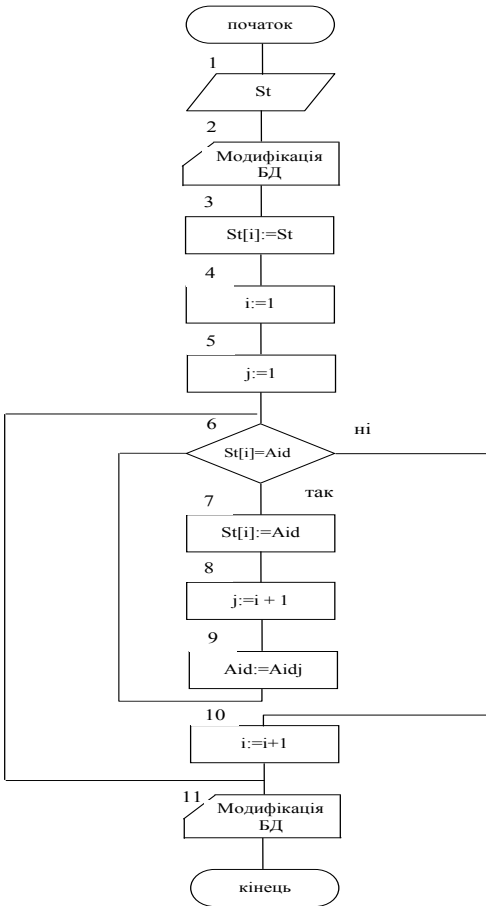 початок
1
St
2
Модифікація
БД
3
St[i]:=St
4
i:=1
5
j:=1
6
ні
St[i]=Aid
так
7
St[i]:=Aid
8
j:=i + 1
9
Aid:=Aidj
10
i:=i+1
11
Модифікація
БД
кінець